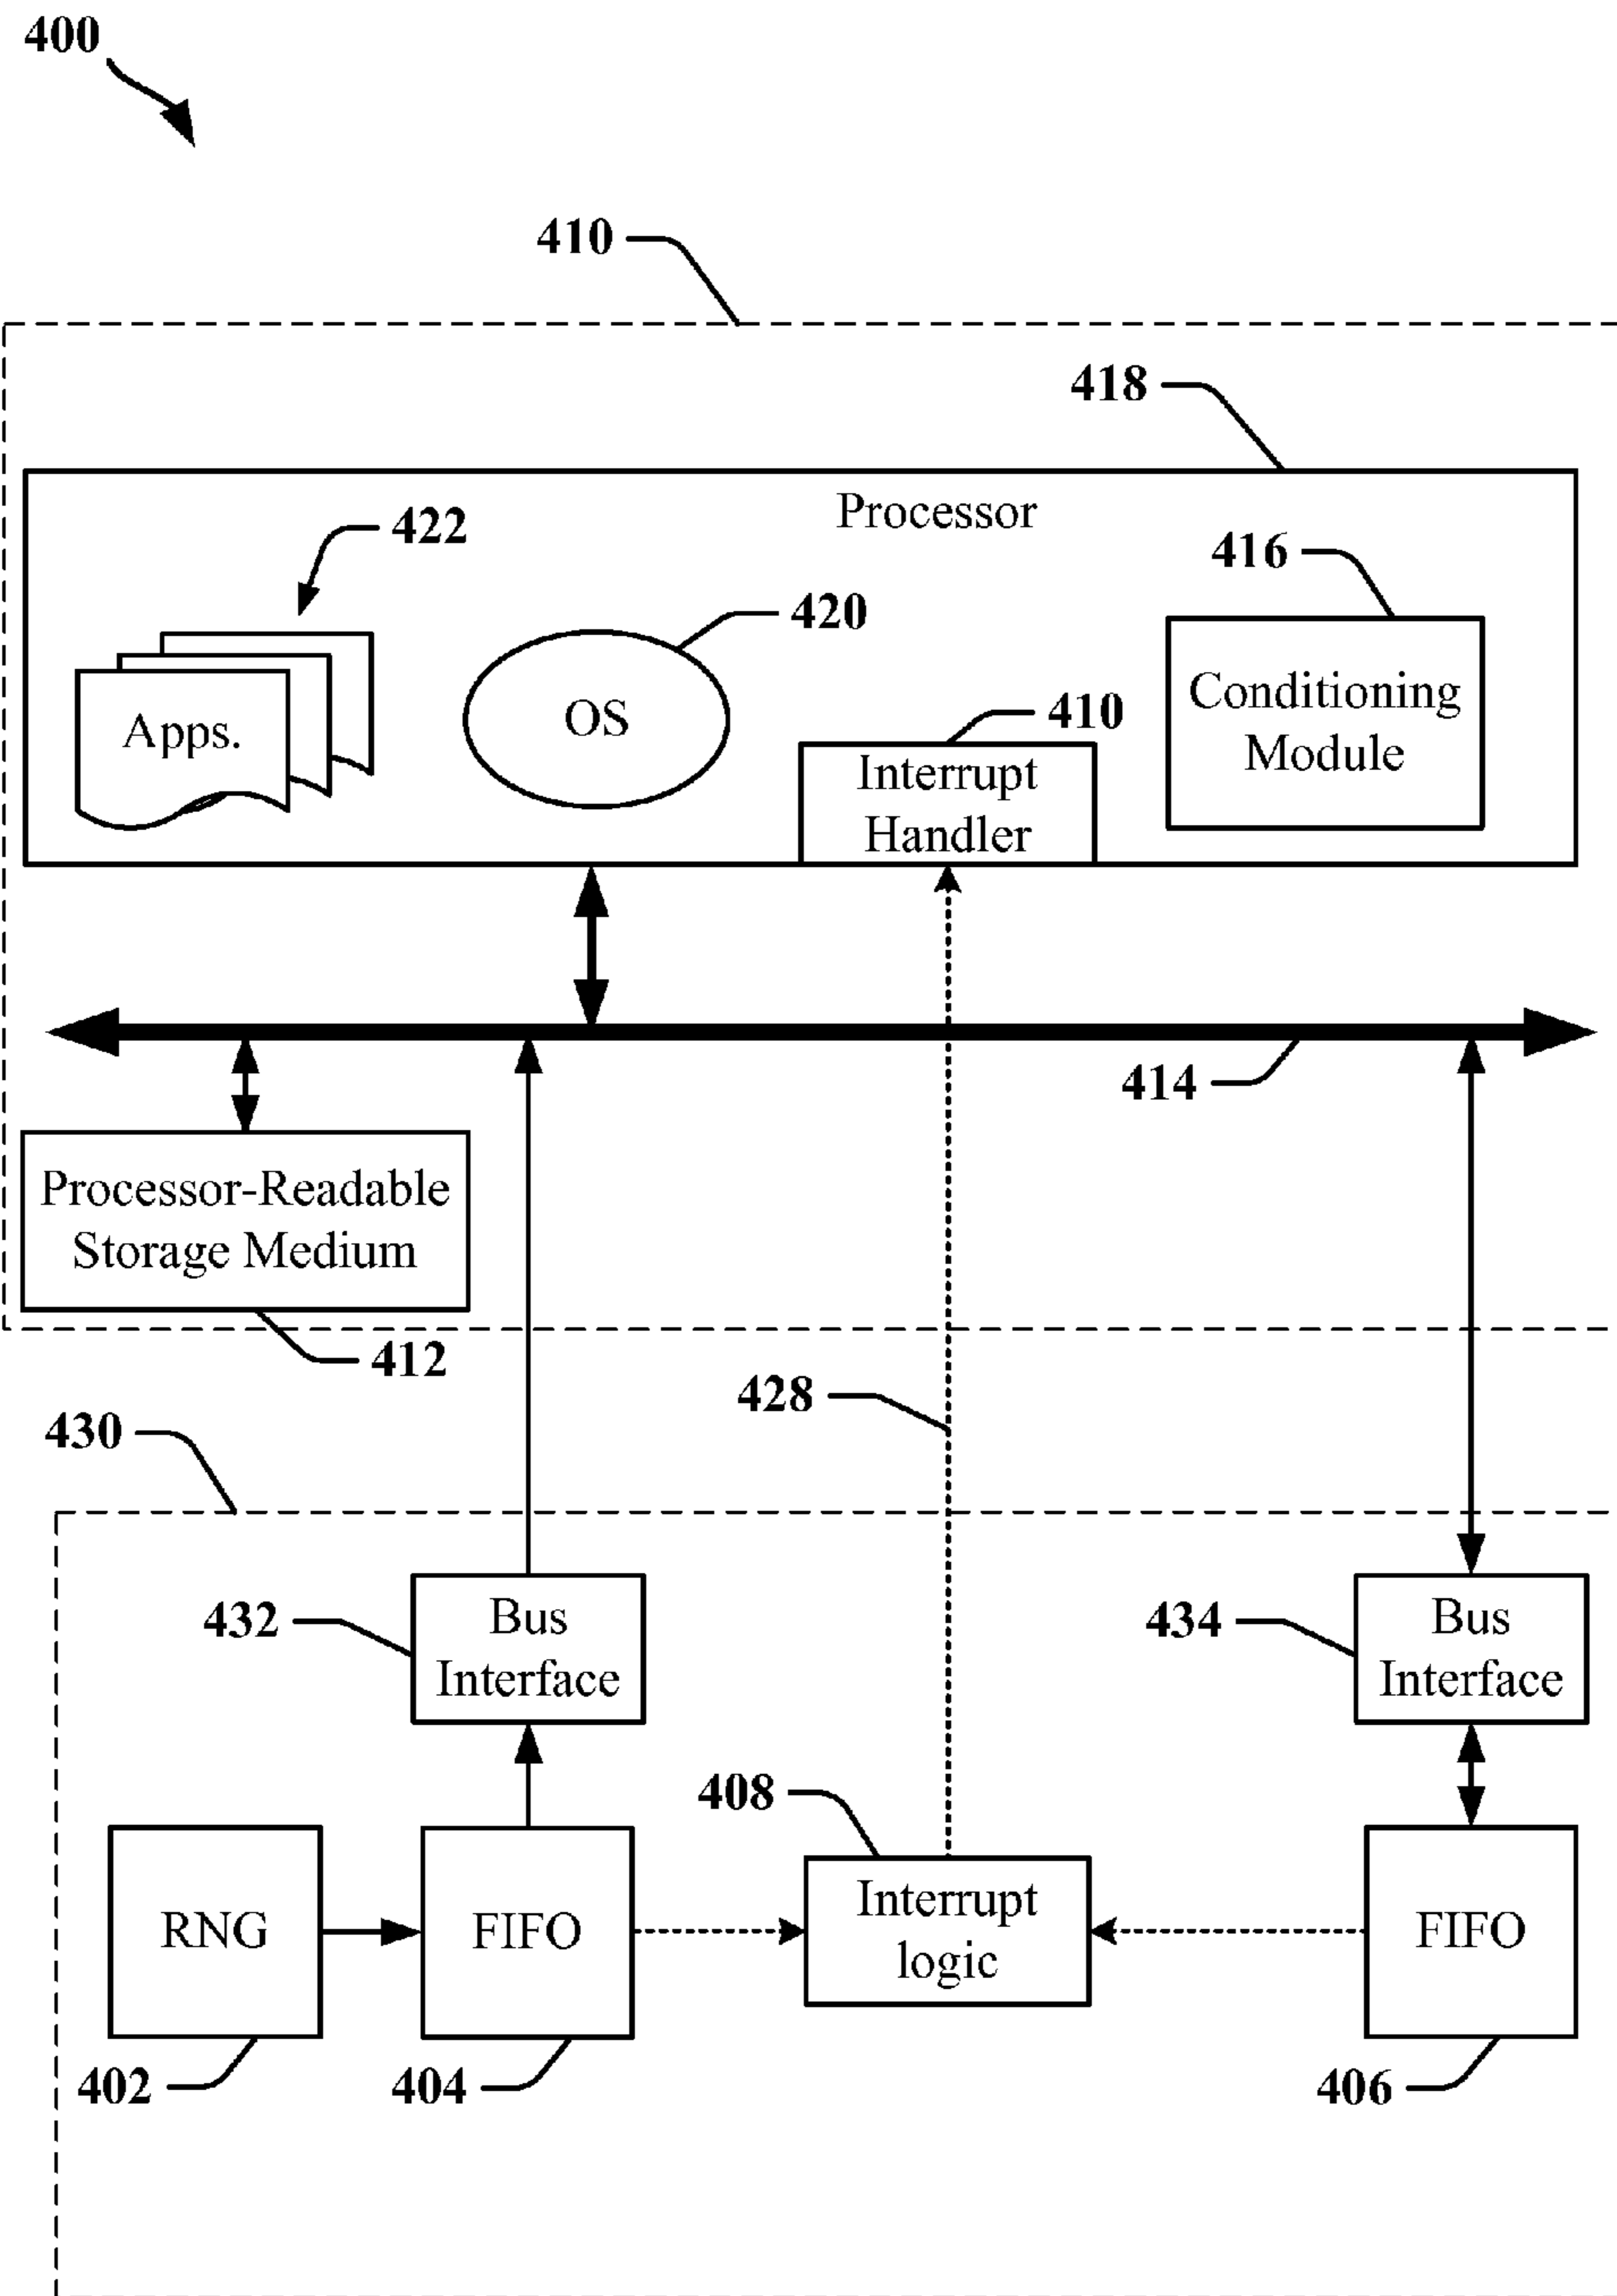 400
410
418
Processor
422
416
420
Conditioning
Module
Apps.
OS
410
Interrupt
Handler
414
Processor-Readable
Storage Medium
412
428
430
432
Bus
Interface
434
Bus
Interface
408
RNG
FIFO
Interrupt
logic
FIFO
402
404
406